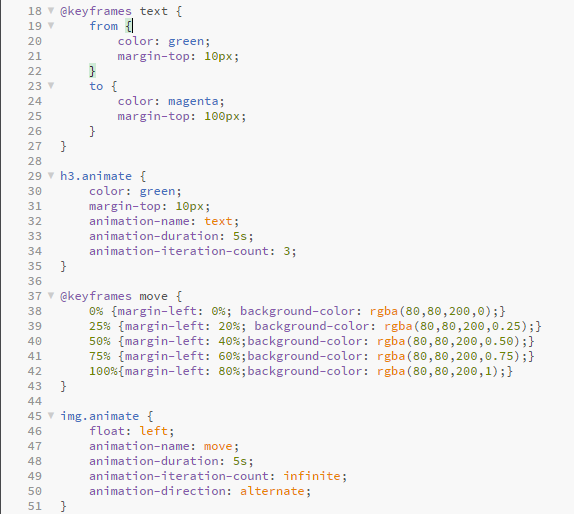 18 @keyframes text {
19     from {
20         color: green;
21         margin-top: 10px;
22     }
23     to {
24         color: magenta;
25         margin-top: 100px;
26     }
27 }
28
29 h3.animate {
30     color: green;
31     margin-top: 10px;
32     animation-name: text;
33     animation-duration: 5s;
34     animation-iteration-count: 3;
35 }
36
37 @keyframes move {
38     0% {margin-left: 0%; background-color: rgba(80,80,200,0);}
39     25% {margin-left: 20%; background-color: rgba(80,80,200,0.25);}
40     50% {margin-left: 40%;background-color: rgba(80,80,200,0.50);}
41     75% {margin-left: 60%;background-color: rgba(80,80,200,0.75);}
42     100%{margin-left: 80%;background-color: rgba(80,80,200,1);}
43 }
44
45 img.animate {
46     float: left;
47     animation-name: move;
48     animation-duration: 5s;
49     animation-iteration-count: infinite;
50     animation-direction: alternate;
51 }